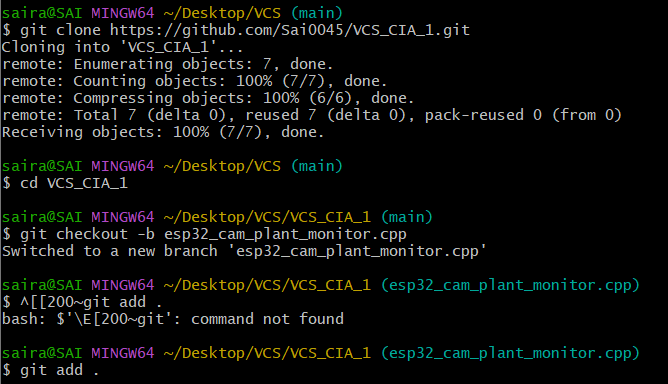 saira@SAI MINGW64 ~/Desktop/VCS (main)
$ git clone https://github.com/Sai0045/VCS_CIA_1.git
Cloning into 'VCS_CIA_1'...
remote: Enumerating objects: 7, done.
remote: Counting objects: 100% (7/7), done.
remote: Compressing objects: 100% (6/6), done.
remote: Total 7 (delta 0), reused 7 (delta 0), pack-reused 0 (from 0)
Receiving objects: 100% (7/7), done.
saira@SAI MINGW64 ~/Desktop/VCS (main)
$ cd VCS_CIA_1
saira@SAI MINGW64 ~/Desktop/VCS/VCS_CIA_1 (main)
$ git checkout -b esp32_cam_plant_monitor.cpp
Switched to a new branch 'esp32_cam_plant_monitor.cpp'
saira@SAI MINGW64 ~/Desktop/VCS/VCS_CIA_1 (esp32_cam_plant_monitor.cpp)
$ ^[[200~git add .
bash: $'\E[200~git': command not found
saira@SAI MINGW64 ~/Desktop/VCS/VCS_CIA_1 (esp32_cam_plant_monitor.cpp)
$ git add .